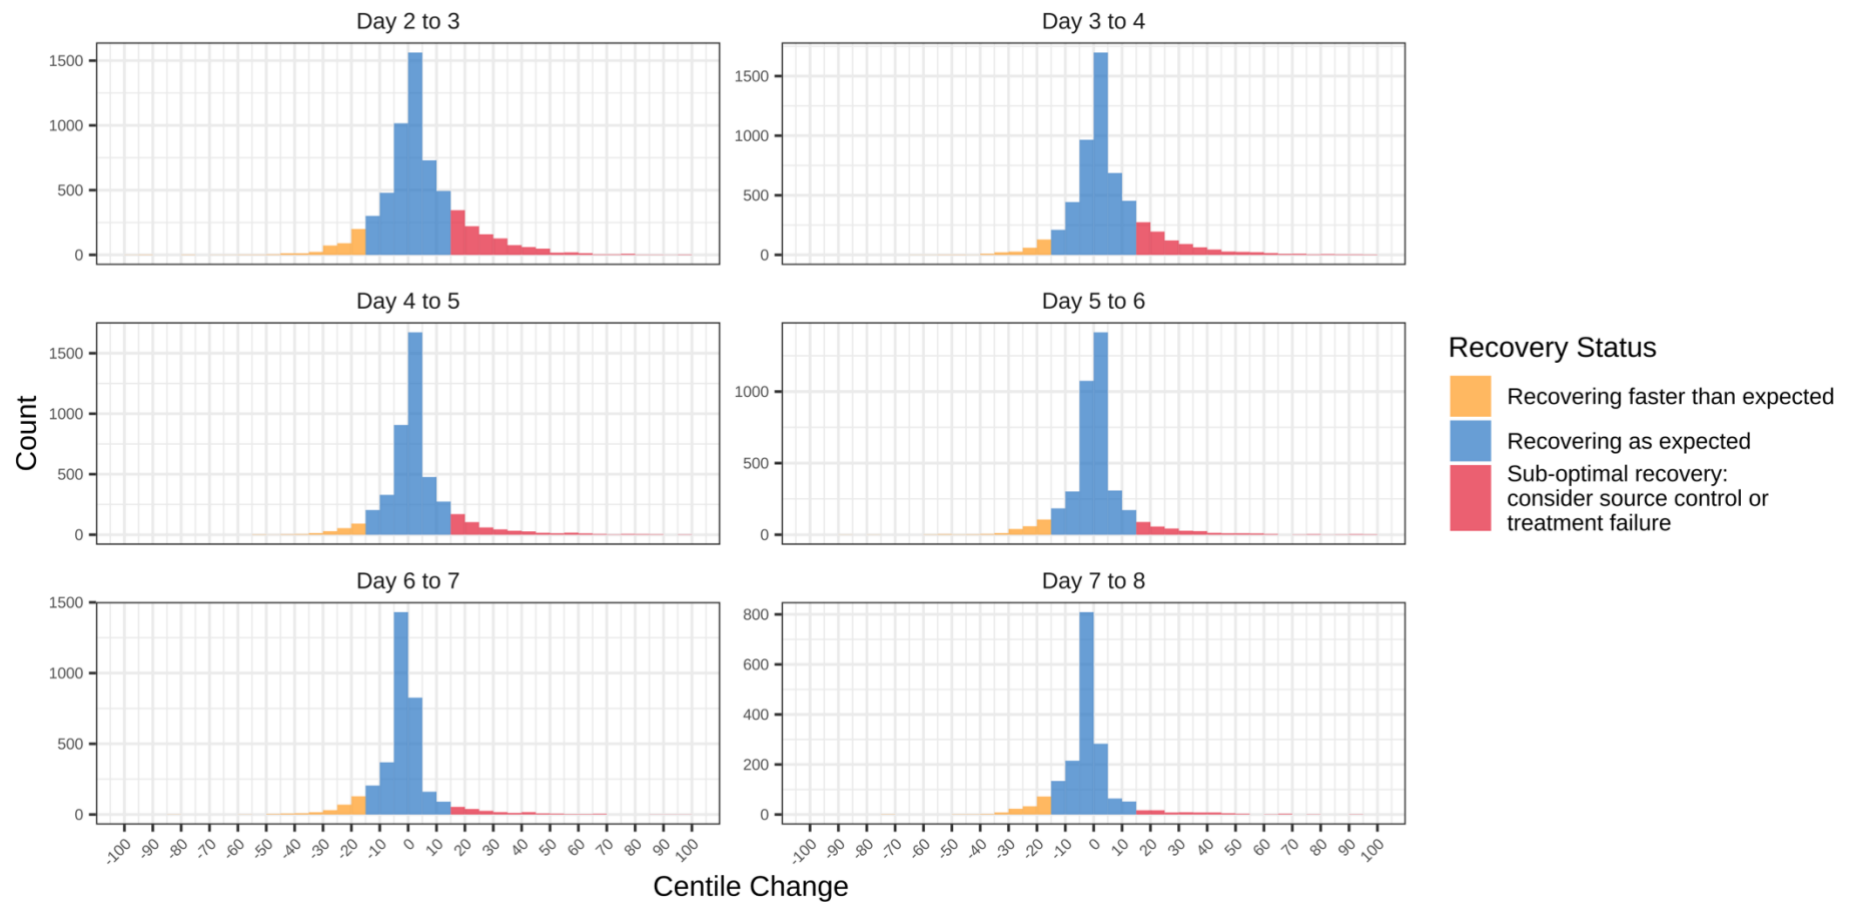 Day 2 to 3
Day 3 to 4
1500
1000
500
0
1500
1000
500
0
Day 4 to 5
Day 5 to 6
1500
1000
500
0
1000
500
0
Day 6 to 7
Day 7 to 8
1500
1000
500
0
800
600
400
200
0
-100 -90 -80 -70 -60 -50 -40 -30 -20 -10 0 10 20 30 40 50 60 70 80 90 100
-100 -90 -80 -70 -60 -50 -40 -30 -20 -10 0 10 20 30 40 50 60 70 80 90 100
Count
Centile Change
Recovery Status
Recovering faster than expected
Recovering as expected
Sub-optimal recovery:
consider source control or
treatment failure